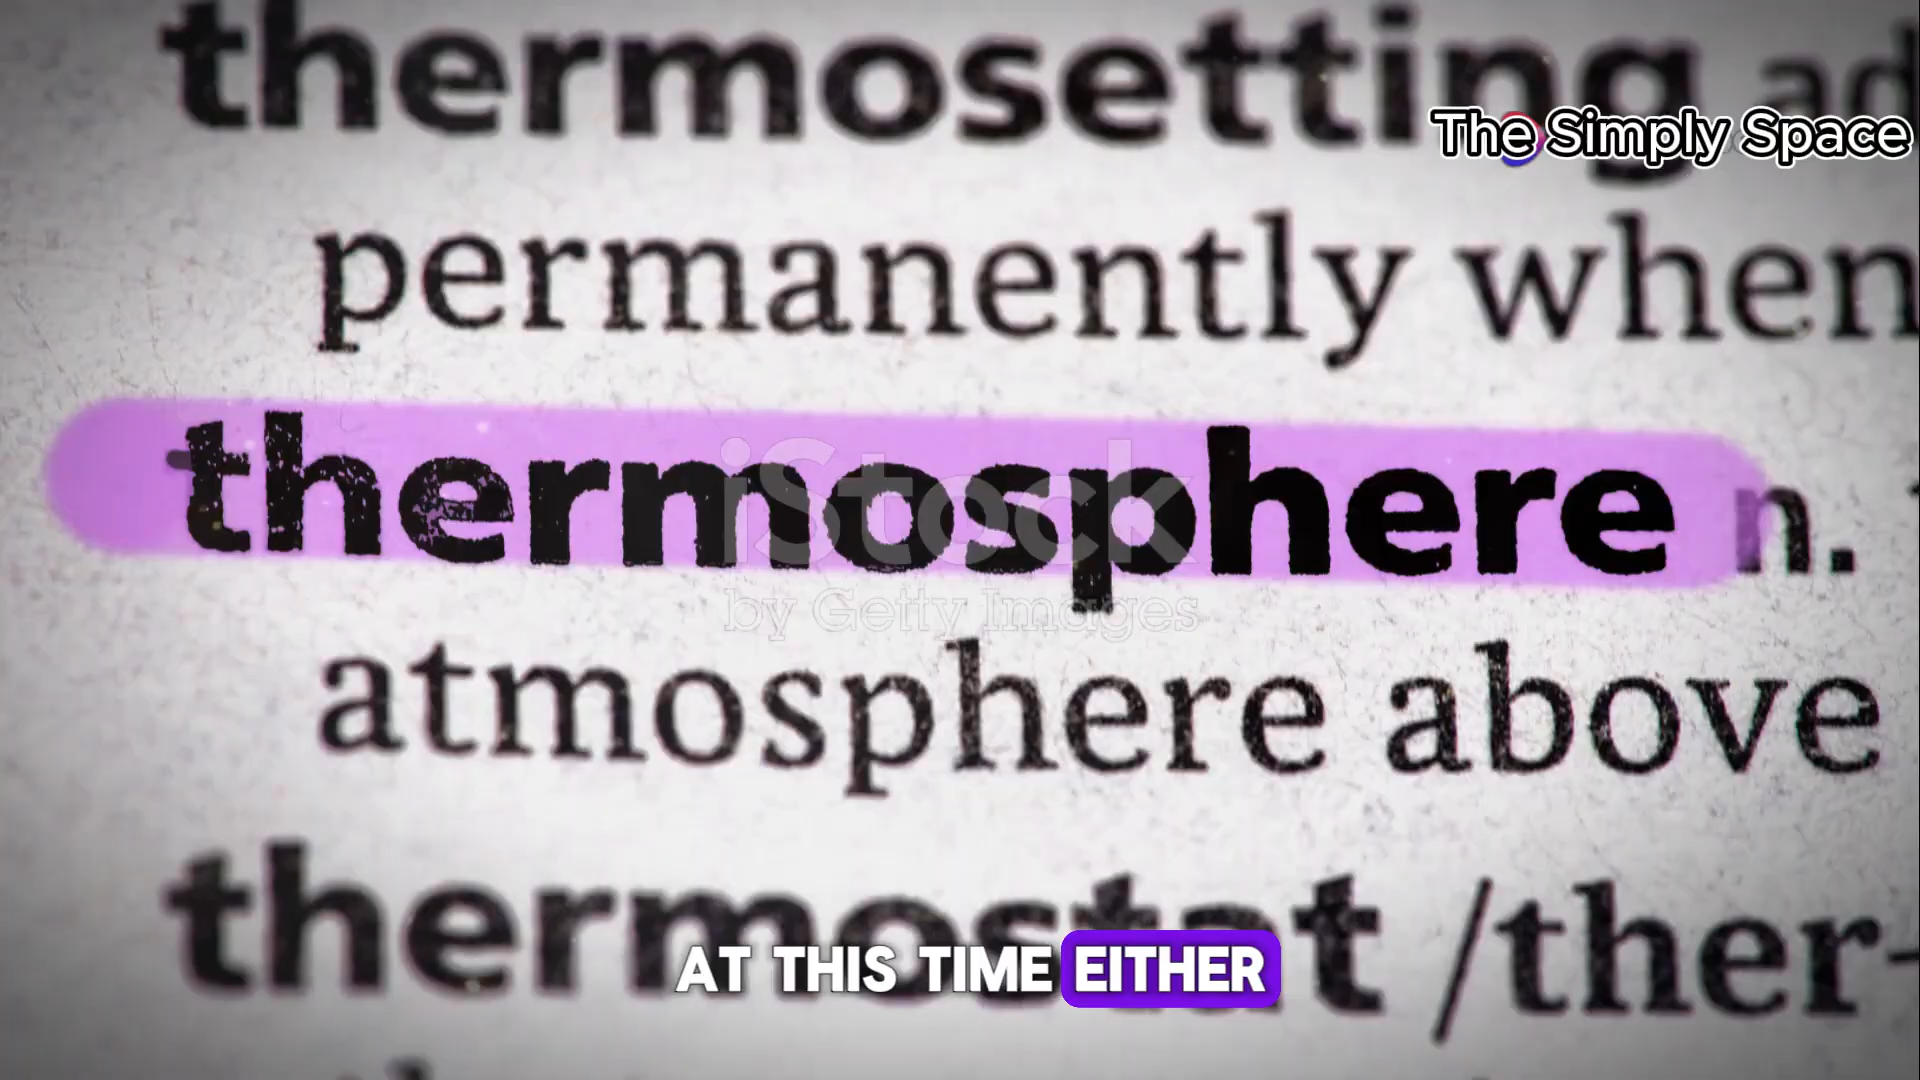 thermosetting ad
The Simply Space
permanently when
thermosphere n.
iStock
by Getty Images
atmosphere above
thermostat /ther-
AT THIS TIME EITHER